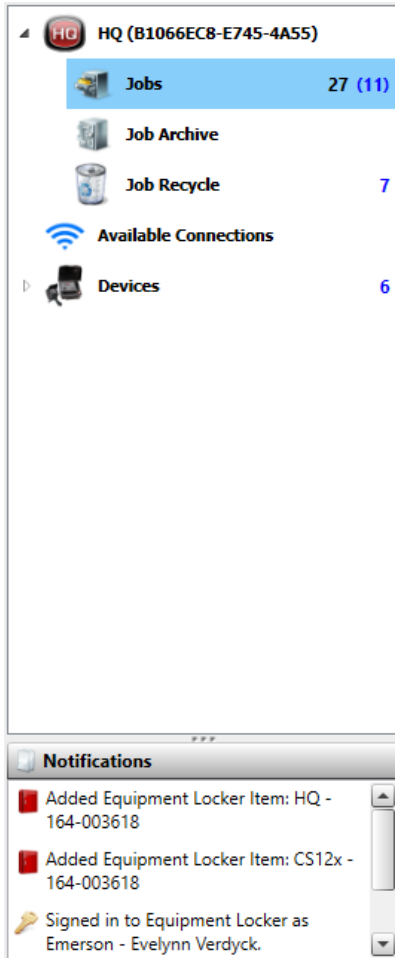 HQ HQ (B1066EC8-E745-4A55)
Jobs 27 (11)
Job Archive
Job Recycle 7
Available Connections
Devices 6
Notifications
Added Equipment Locker Item: HQ -
164-003618
Added Equipment Locker Item: CS12x -
164-003618
Signed in to Equipment Locker as
Emerson - Evelynn Verdyck.